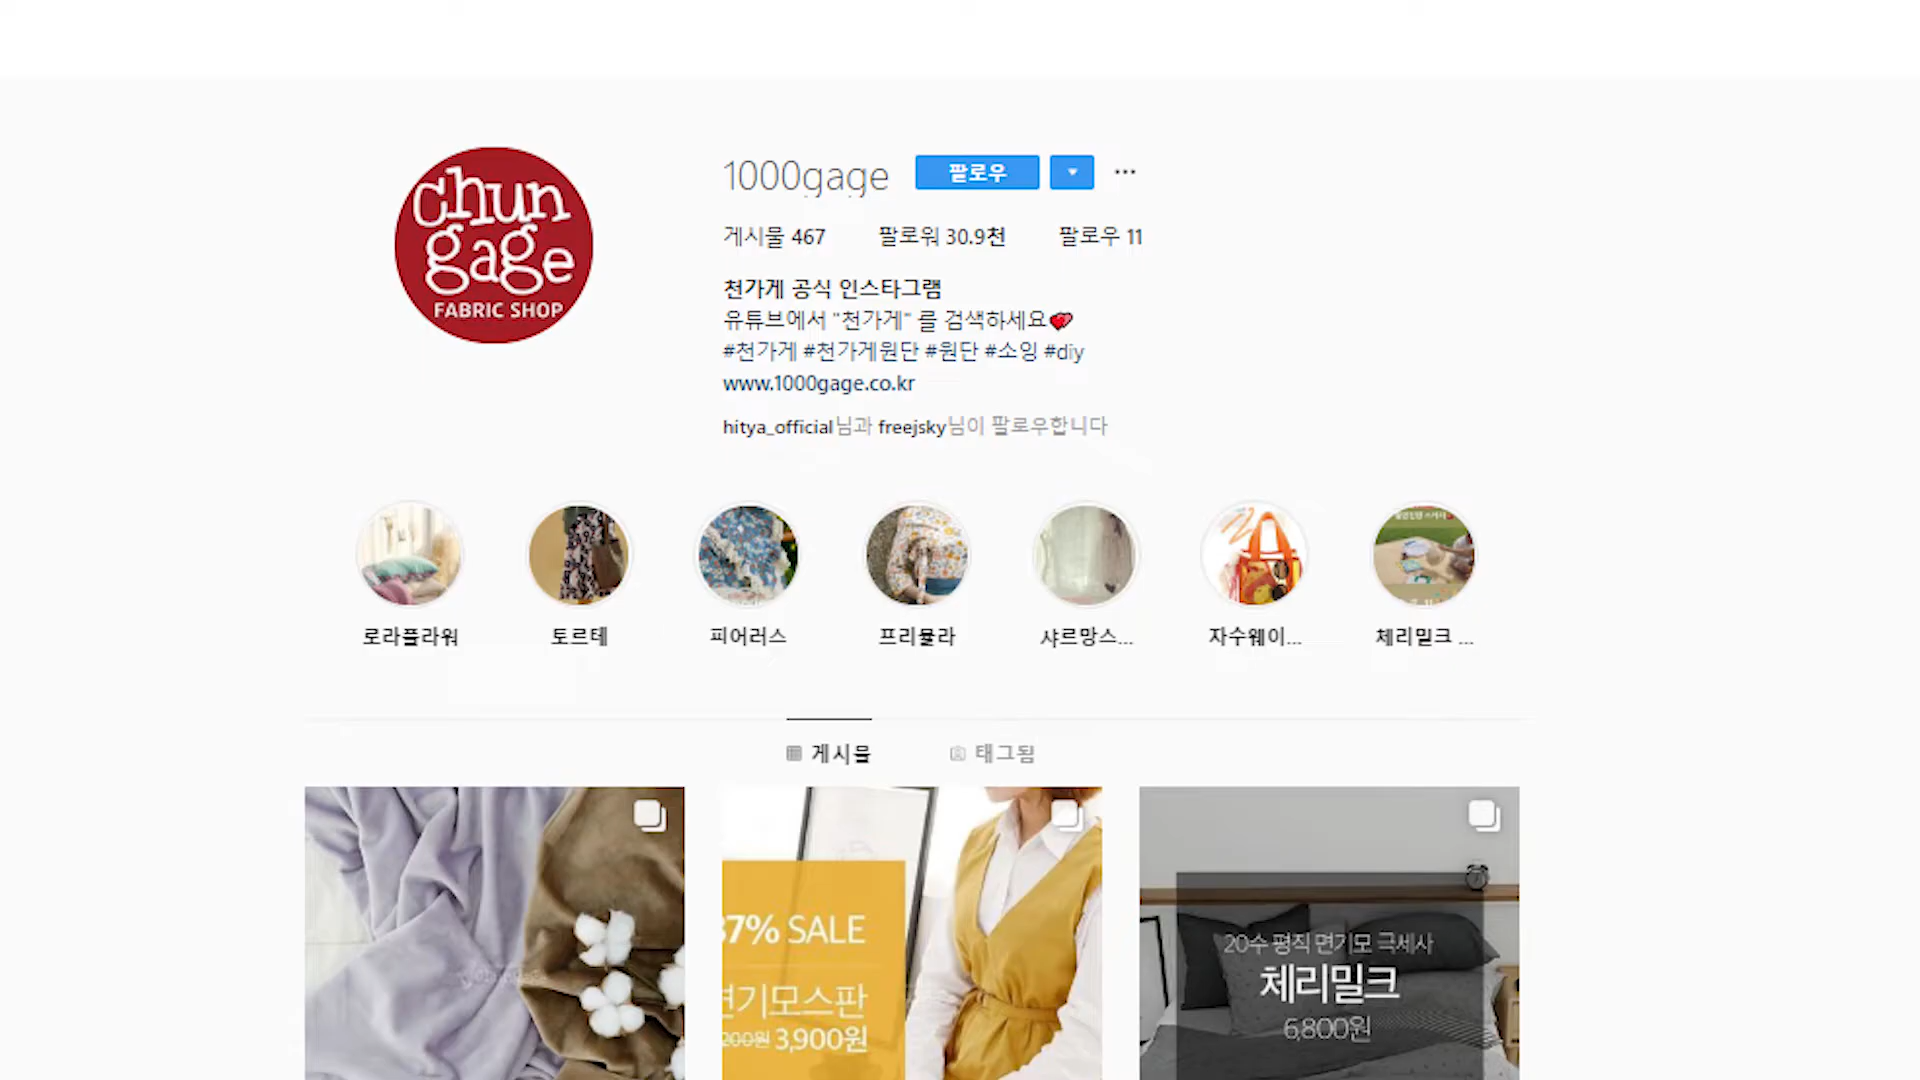 chun
gage
FABRIC SHOP
1000gage
팔로우
게시물 467
팔로워 30.9천
팔로우 11
천가게 공식 인스타그램
유튜브에서 "천가게" 를 검색하세요
#천가게 #천가게원단 #원단 #소잉 #diy
www.1000gage.co.kr
hitya_official님과 freejsky님이 팔로우합니다
로라플라워
토르테
피어러스
프리뮬라
샤르망스...
자수웨이...
체리밀크 ...
게시물
태그됨
37% SALE
면기모스판
200원 3,900원
20수 평직 면기모 극세사
체리밀크
6,800원